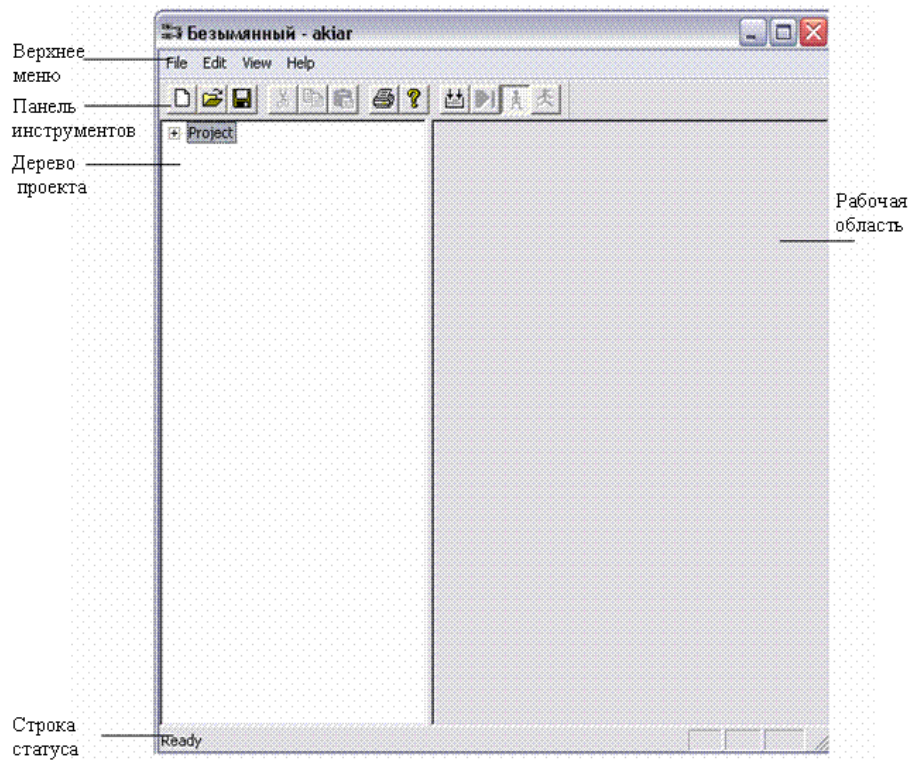 Безымянный - akiar
Верхнее
меню
File Edit View Help
Панель
инструментов
Project
Дерево
проекта
Рабочая
область
Строка
статуса
Ready